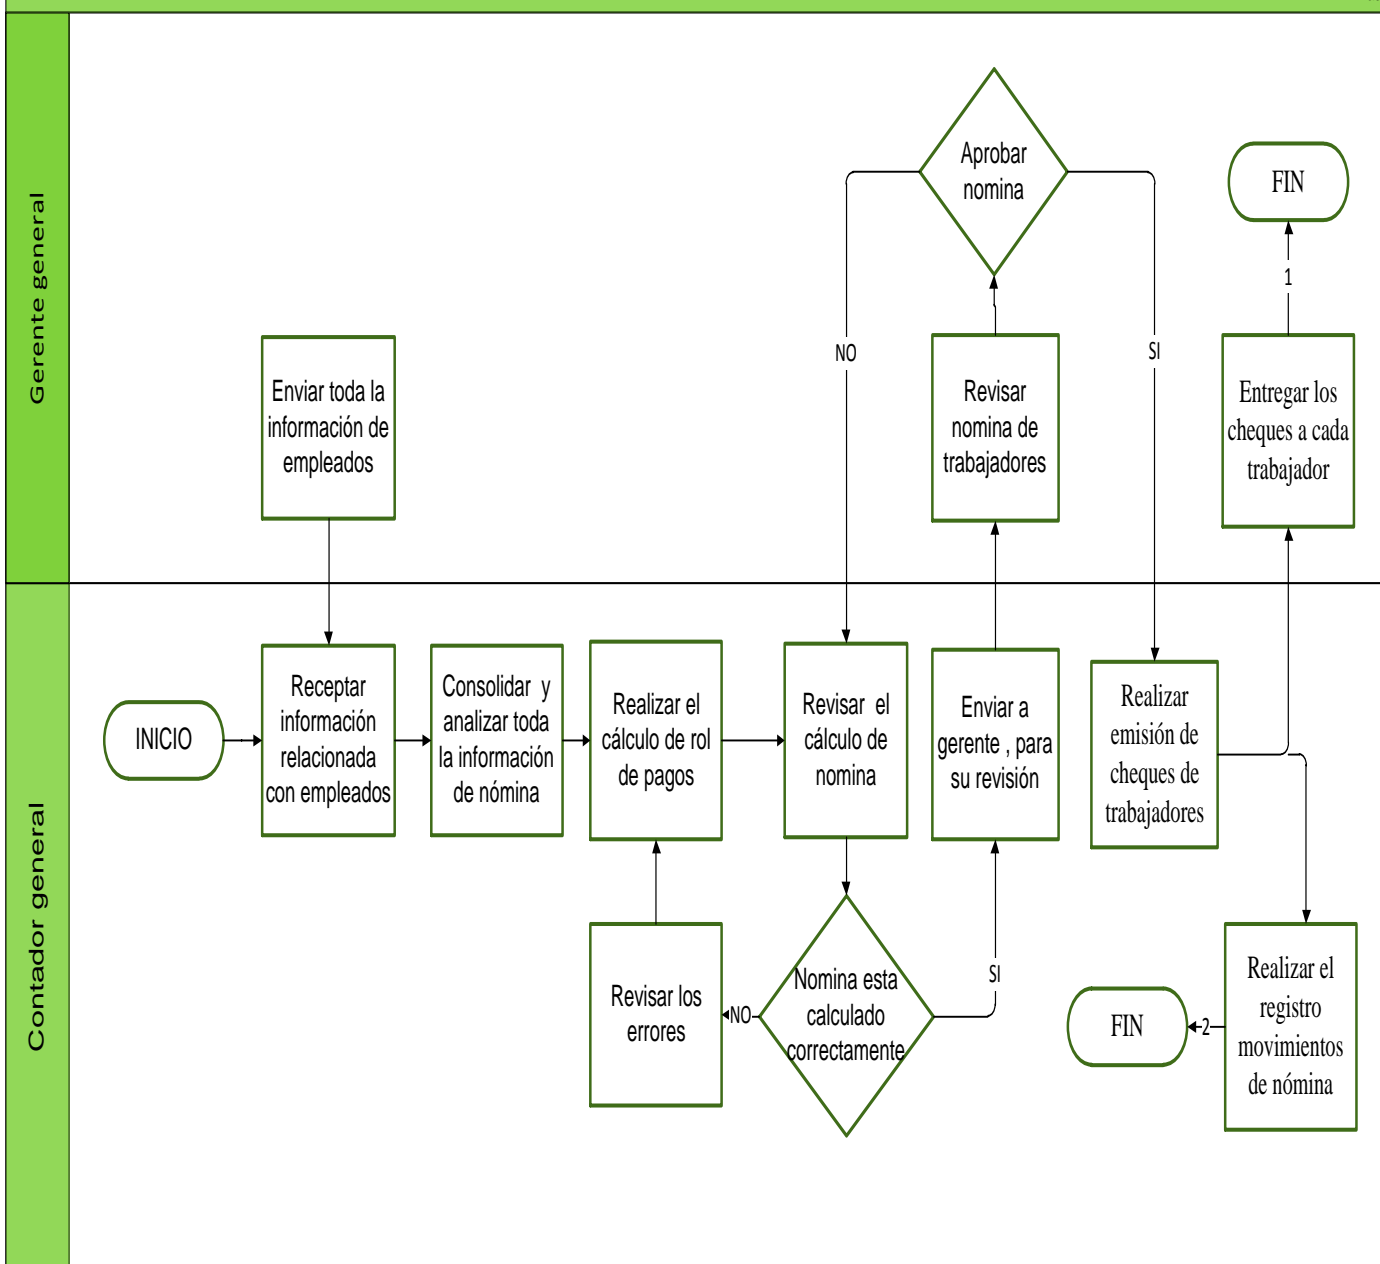 Gerente general
Aprobar
nomina
FIN
1
NO
SI
Enviar toda la
información de
empleados
Revisar
nomina de
trabajadores
Entregar los
cheques a cada
trabajador
Contador general
INICIO
Receptar
información
relacionada
con empleados
Consolidar y
analizar toda
la información
de nómina
Realizar el
cálculo de rol
de pagos
Revisar el
cálculo de
nomina
Enviar a
gerente , para
su revisión
Realizar
emisión de
cheques de
trabajadores
Revisar los
errores
NO
Nomina esta
calculado
correctamente
SI
FIN
2
Realizar el
registro
movimientos
de nómina